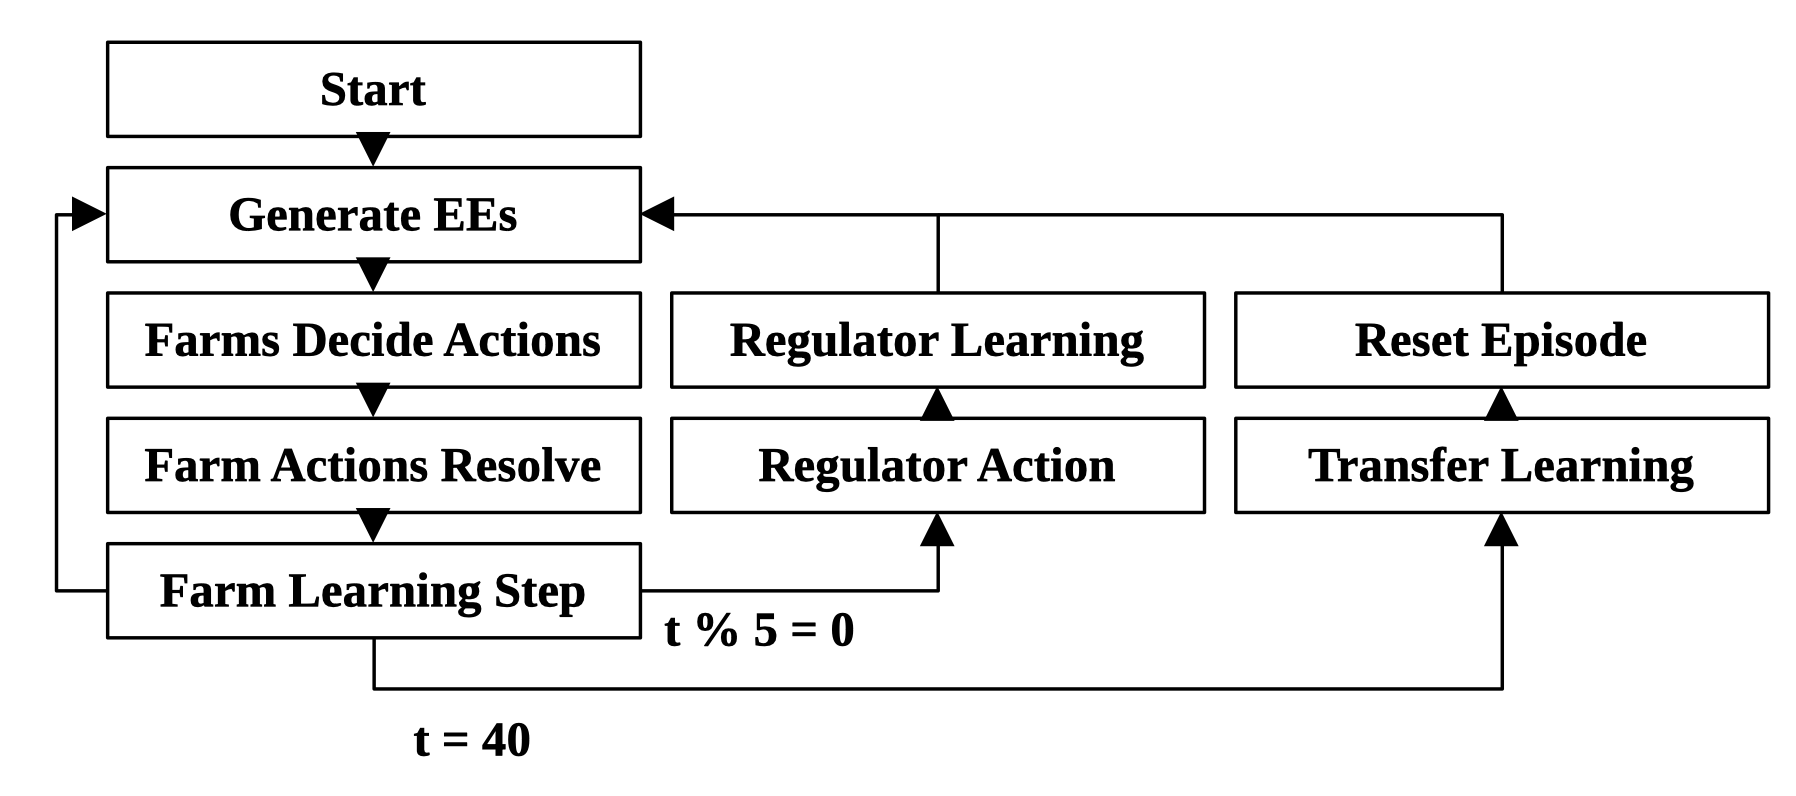 Start
Generate EEs
Farms Decide Actions
Regulator Learning
Reset Episode
Farm Actions Resolve
Regulator Action
Transfer Learning
Farm Learning Step
t % 5 = 0
t = 40